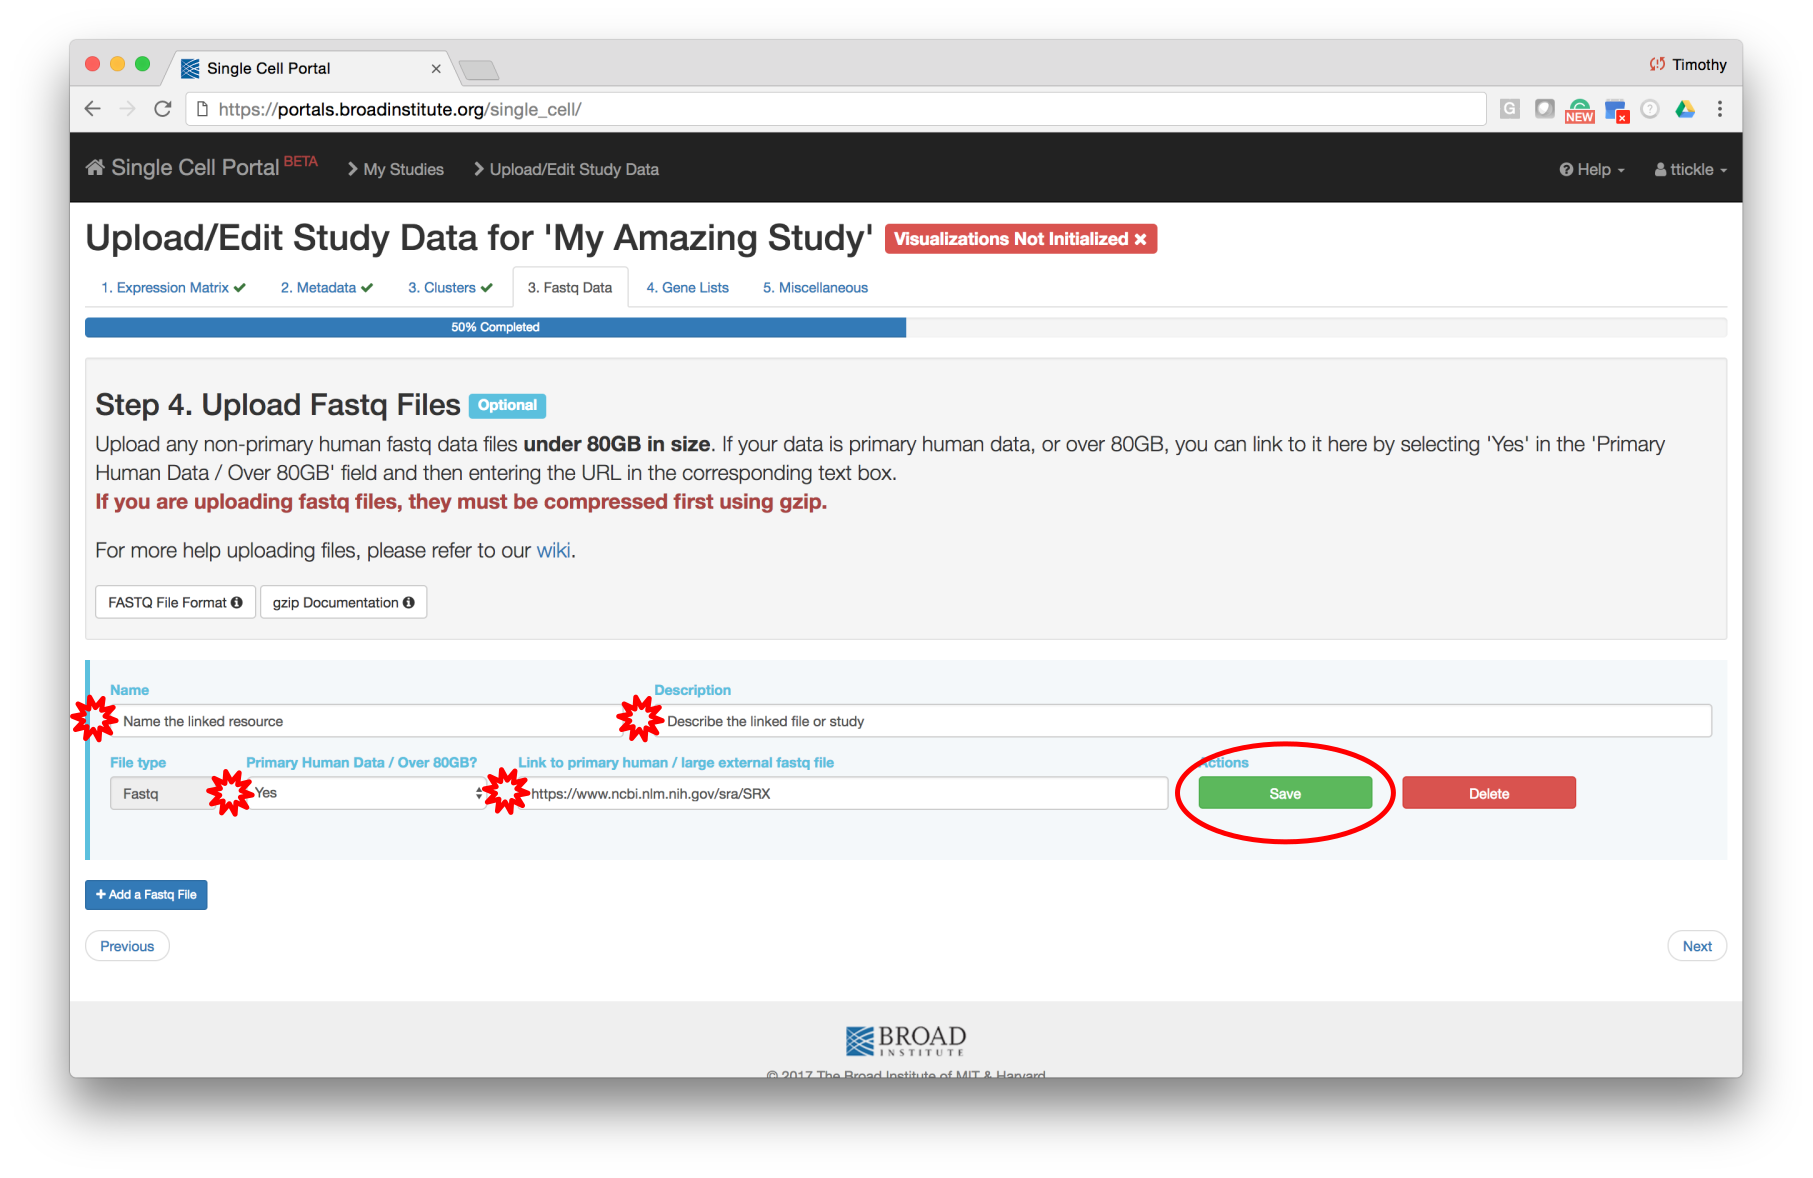 Single Cell Portal
Timothy
https://portals.broadinstitute.org/single_cell/
G
NEW
Single Cell Portal BETA
My Studies
Upload/Edit Study Data
Help
ttickle
Upload/Edit Study Data for 'My Amazing Study' Visualizations Not Initialized
1. Expression Matrix
2. Metadata
3. Clusters
3. Fastq Data
4. Gene Lists
5. Miscellaneous
50% Completed
Step 4. Upload Fastq Files Optional
Upload any non-primary human fastq data files under 80GB in size. If your data is primary human data, or over 80GB, you can link to it here by selecting 'Yes' in the 'Primary
Human Data / Over 80GB' field and then entering the URL in the corresponding text box.
If you are uploading fastq files, they must be compressed first using gzip.
For more help uploading files, please refer to our wiki.
FASTQ File Format
gzip Documentation
Name
Description
Name the linked resource
Describe the linked file or study
File type
Primary Human Data / Over 80GB?
Link to primary human / large external fastq file
Actions
Fastq
Yes
https://www.ncbi.nlm.nih.gov/sra/SRX
Save
Delete
+ Add a Fastq File
Previous
Next
BROAD
INSTITUTE
© 2017 The Broad Institute of MIT & Harvard